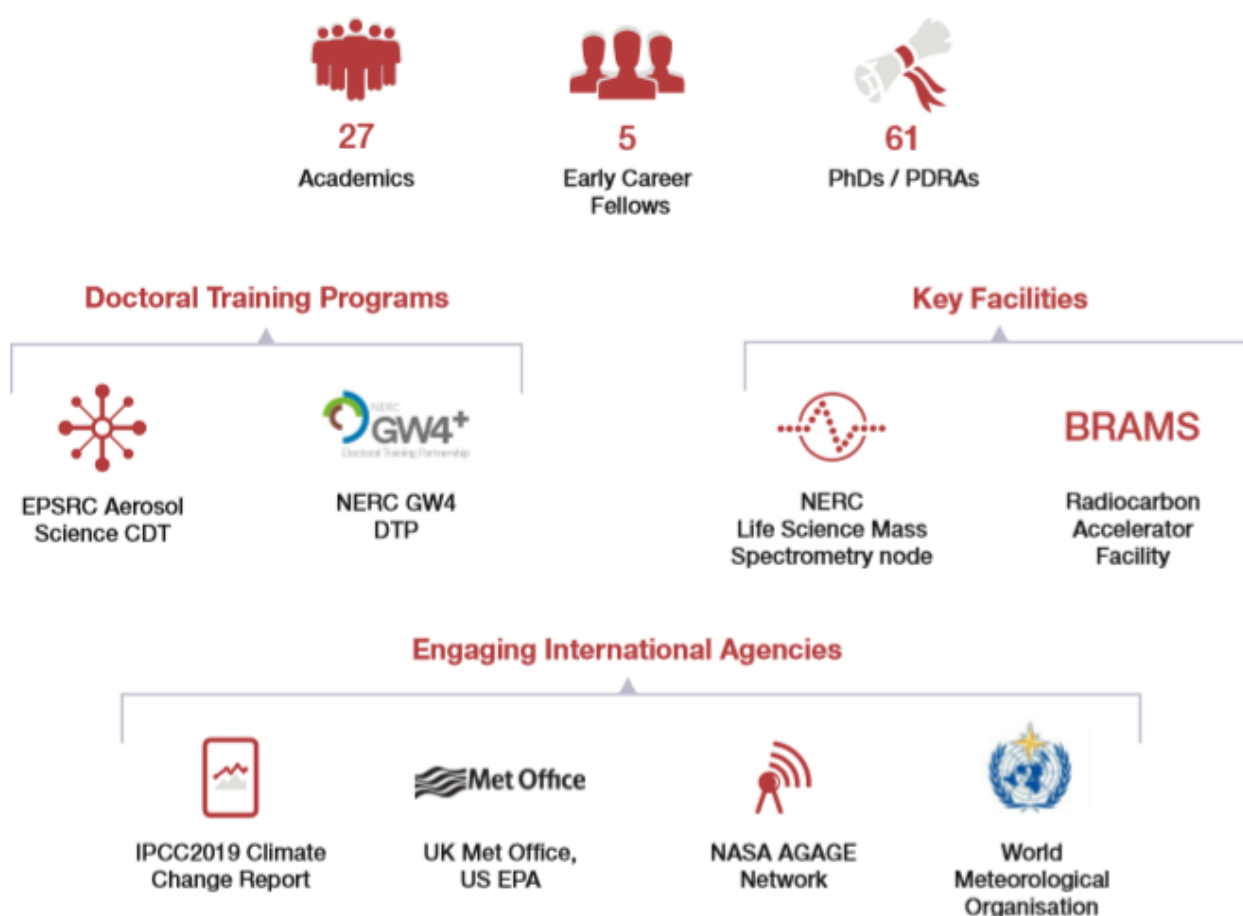 27
Academics
5
Early Career
Fellows
61
PhDs / PDRAs
Doctoral Training Programs
EPSRC Aerosol
Science CDT
NERC
GW4+
Doctoral Training Partnership
NERC GW4
DTP
Key Facilities
NERC
Life Science Mass
Spectrometry node
BRAMS
Radiocarbon
Accelerator
Facility
Engaging International Agencies
IPCC2019 Climate
Change Report
Met Office
UK Met Office,
US EPA
NASA AGAGE
Network
World
Meteorological
Organisation